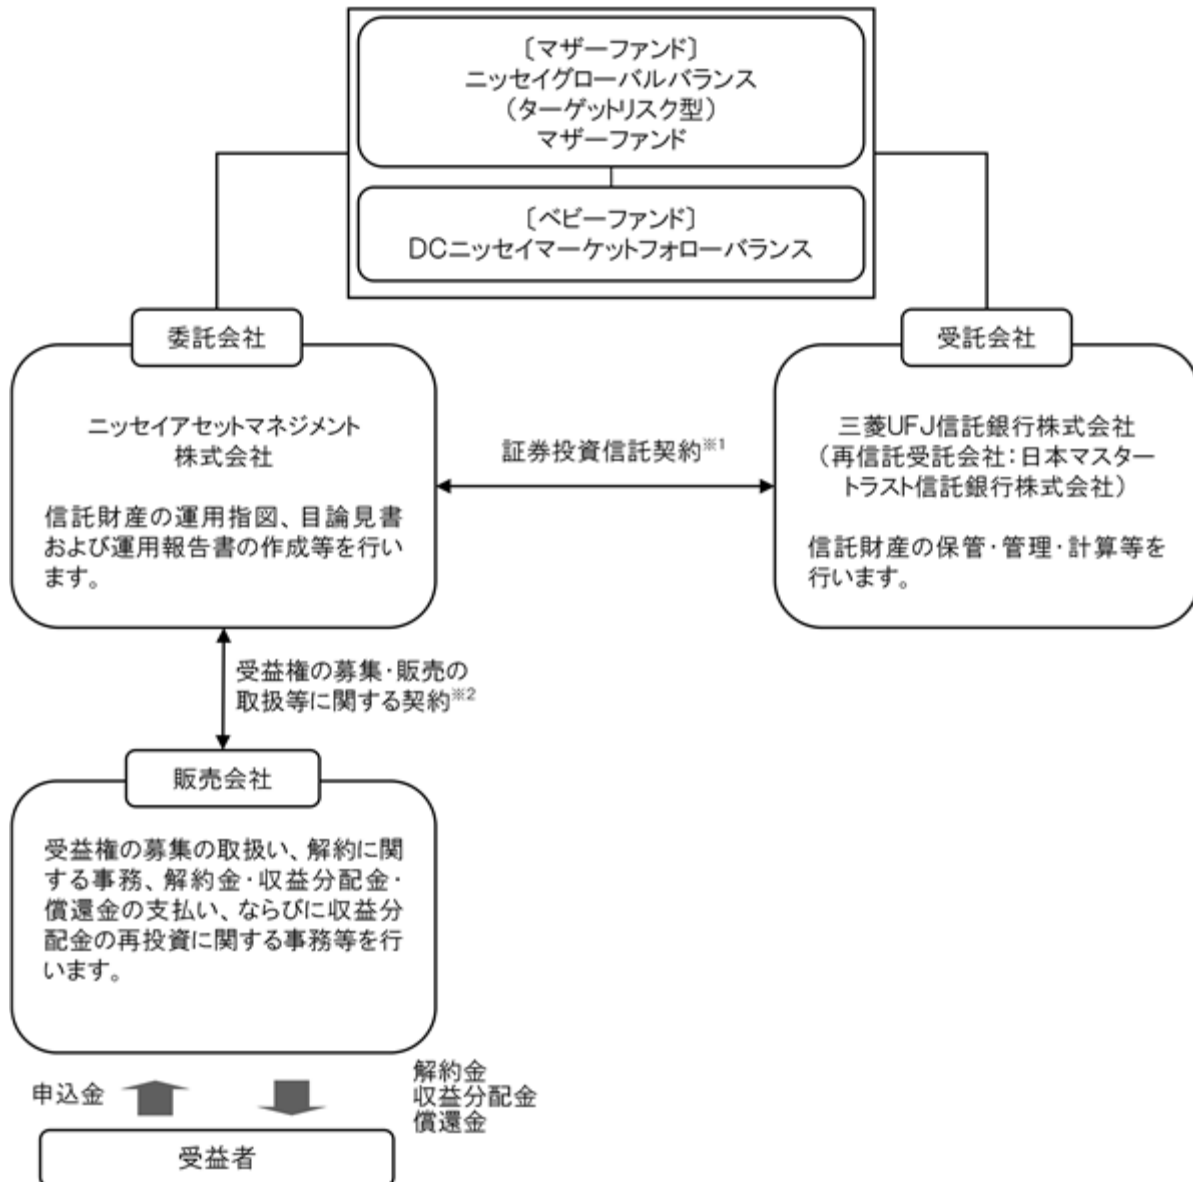 〔マザーファンド〕
ニッセイグローバルバランス
（ターゲットリスク型）
マザーファンド
〔ベビーファンド〕
DCニッセイマーケットフォローバランス
委託会社
ニッセイアセットマネジメント
株式会社
信託財産の運用指図、目論見書
および運用報告書の作成等を行い
ます。
証券投資信託契約※1
受託会社
三菱UFJ信託銀行株式会社
（再信託受託会社：日本マスター
トラスト信託銀行株式会社）
信託財産の保管・管理・計算等を
行います。
受益権の募集・販売の
取扱等に関する契約※2
販売会社
受益権の募集の取扱い、解約に関
する事務、解約金・収益分配金・
償還金の支払い、ならびに収益分
配金の再投資に関する事務等を行
います。
申込金
解約金
収益分配金
償還金
受益者